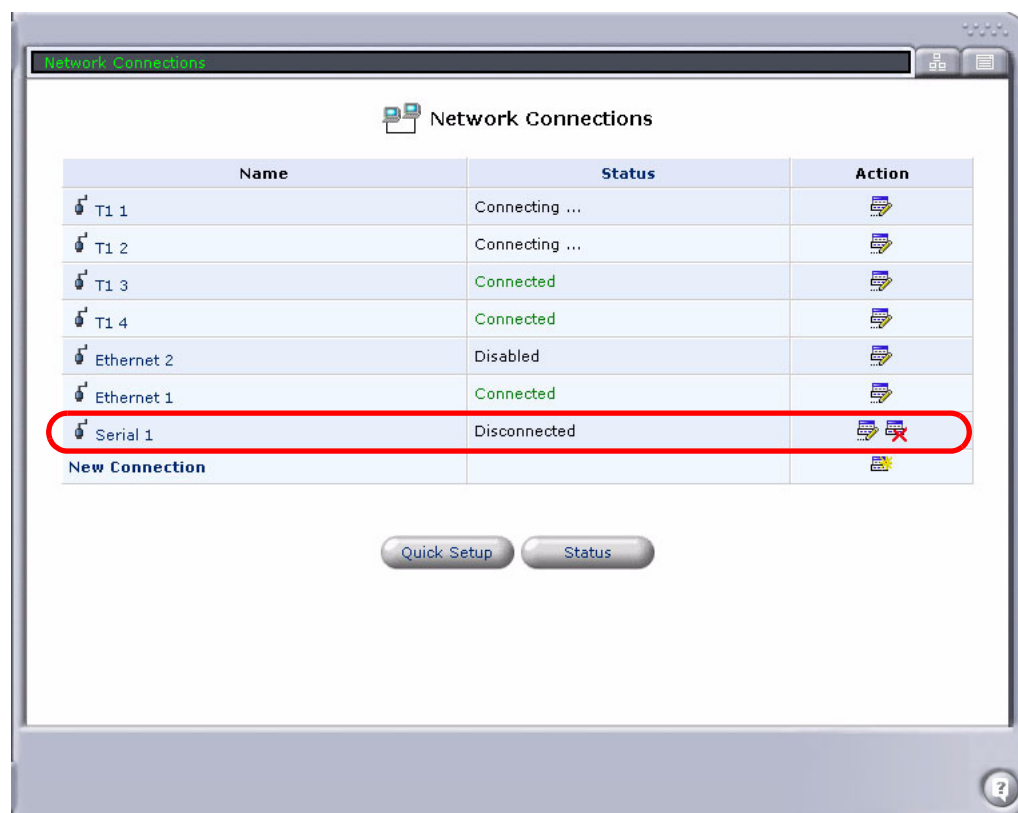 Network Connections
Network Connections
Name Status Action
T1 1 Connecting ...
T1 2 Connecting ...
T1 3 Connected
T1 4 Connected
Ethernet 2 Disabled
Ethernet 1 Connected
Serial 1 Disconnected
New Connection
Quick Setup Status
?